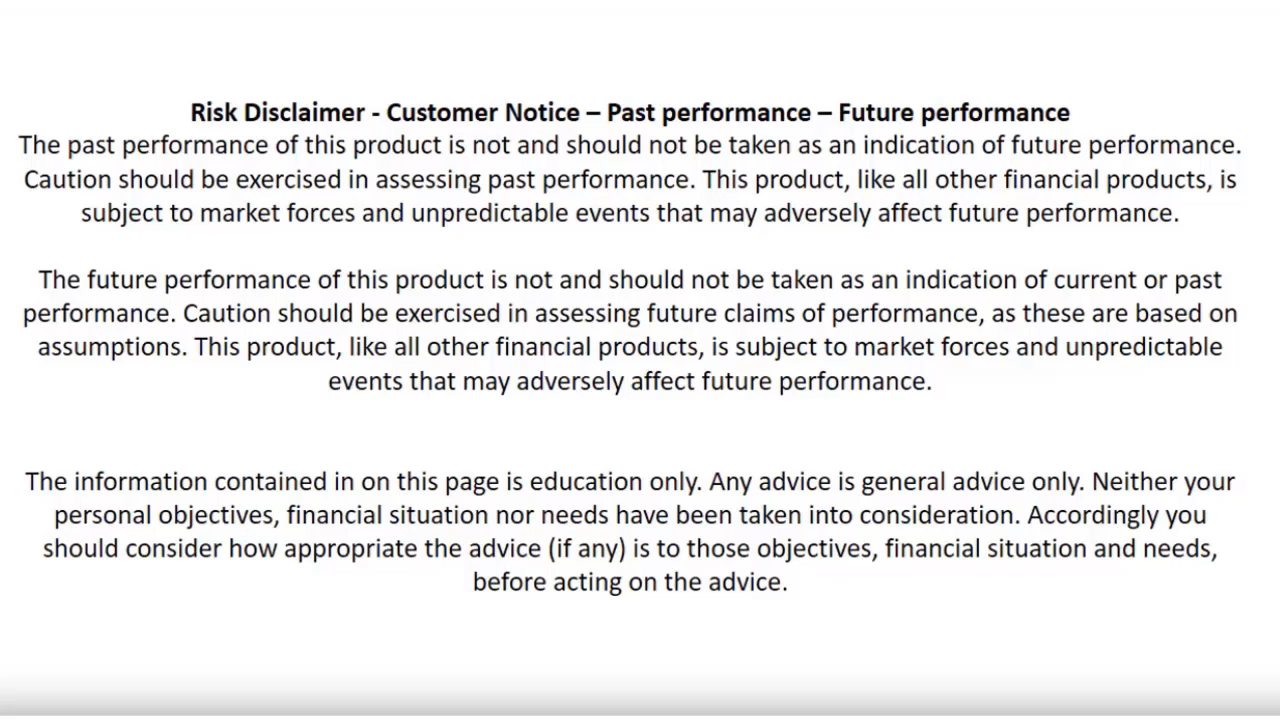 Risk Disclaimer - Customer Notice – Past performance – Future performance
The past performance of this product is not and should not be taken as an indication of future performance.
Caution should be exercised in assessing past performance. This product, like all other financial products, is
subject to market forces and unpredictable events that may adversely affect future performance.
The future performance of this product is not and should not be taken as an indication of current or past
performance. Caution should be exercised in assessing future claims of performance, as these are based on
assumptions. This product, like all other financial products, is subject to market forces and unpredictable
events that may adversely affect future performance.
The information contained in on this page is education only. Any advice is general advice only. Neither your
personal objectives, financial situation nor needs have been taken into consideration. Accordingly you
should consider how appropriate the advice (if any) is to those objectives, financial situation and needs,
before acting on the advice.